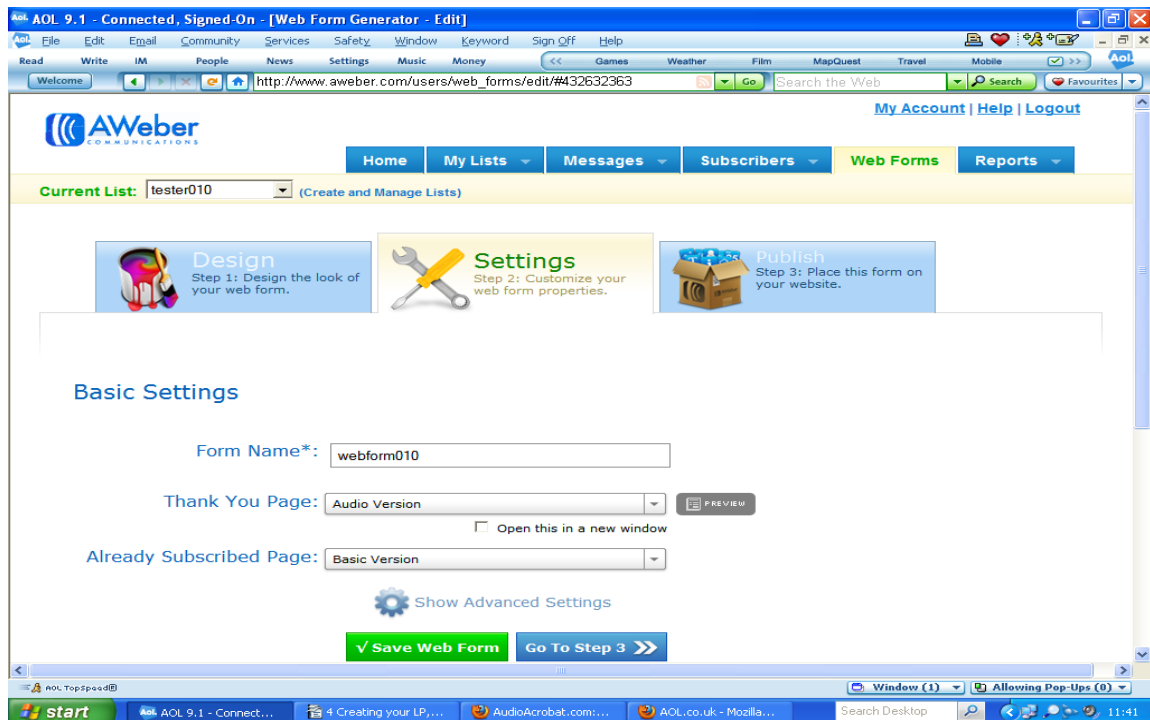 AOL 9.1 - Connected, Signed-On - [Web Form Generator - Edit]
File Edit Email Community Services Safety Window Keyword Sign Off Help
Read Write IM People News Settings Music Money << Games Weather Film MapQuest Travel Mobile >> AOL
Welcome http://www.aweber.com/users/web_forms/edit/#432632363 Go Search the Web Search Favourites
My Account | Help | Logout
AWeber
COMMUNICATIONS
Home My Lists Messages Subscribers Web Forms Reports
Current List: tester010 (Create and Manage Lists)
Design
Step 1: Design the look of
your web form.
Settings
Step 2: Customize your
web form properties.
Publish
Step 3: Place this form on
your website.
Basic Settings
Form Name*: webform010
Thank You Page: Audio Version PREVIEW
Open this in a new window
Already Subscribed Page: Basic Version
Show Advanced Settings
√ Save Web Form Go To Step 3 >>
AOL TopSpeed® Window (1) Allowing Pop-Ups (0)
start AOL 9.1 - Connect... 4 Creating your LP,... AudioAcrobat.com:... AOL.co.uk - Mozilla... Search Desktop 11:41